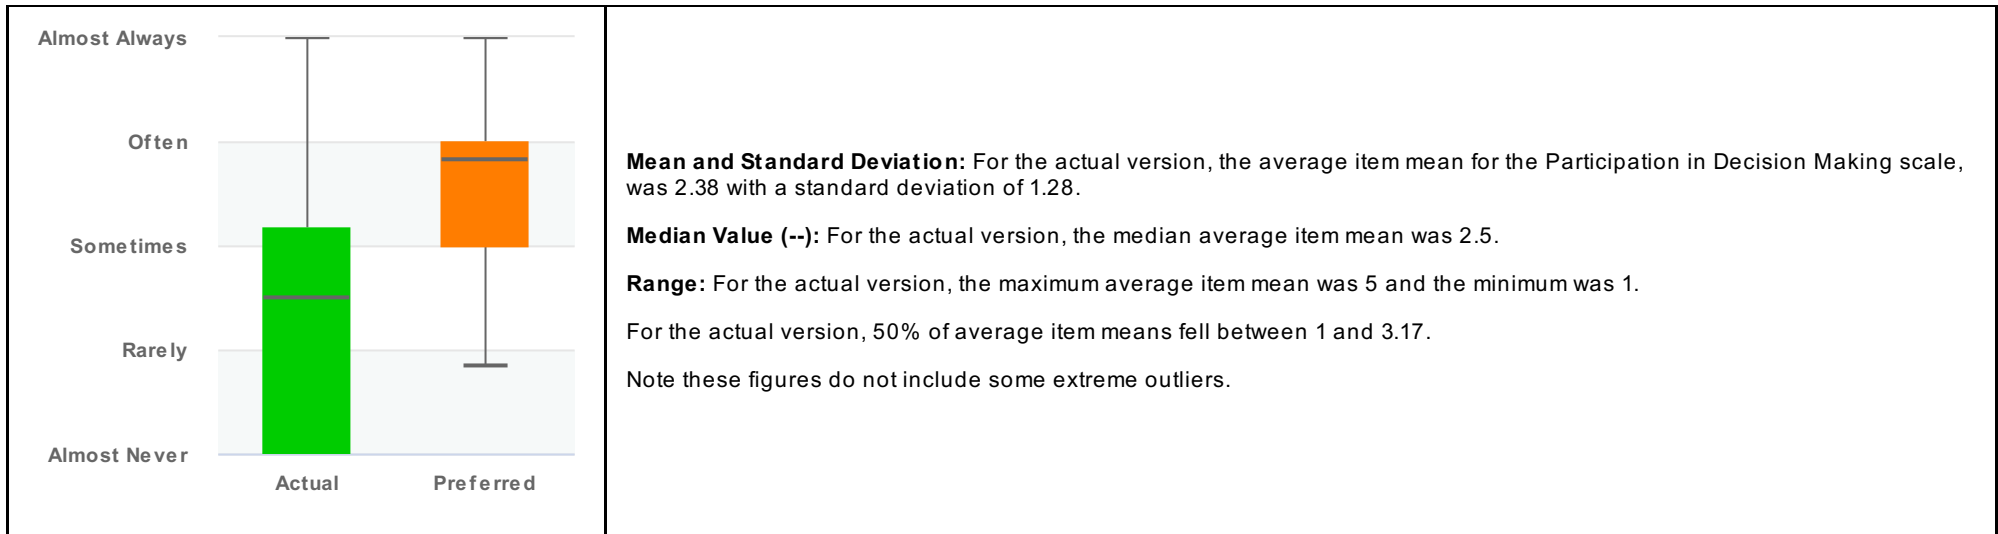 Almost Always
Often
Sometimes
Rarely
Almost Never
Actual
Preferred
Mean and Standard Deviation: For the actual version, the average item mean for the Participation in Decision Making scale,
was 2.38 with a standard deviation of 1.28.
Median Value (--): For the actual version, the median average item mean was 2.5.
Range: For the actual version, the maximum average item mean was 5 and the minimum was 1.
For the actual version, 50% of average item means fell between 1 and 3.17.
Note these figures do not include some extreme outliers.